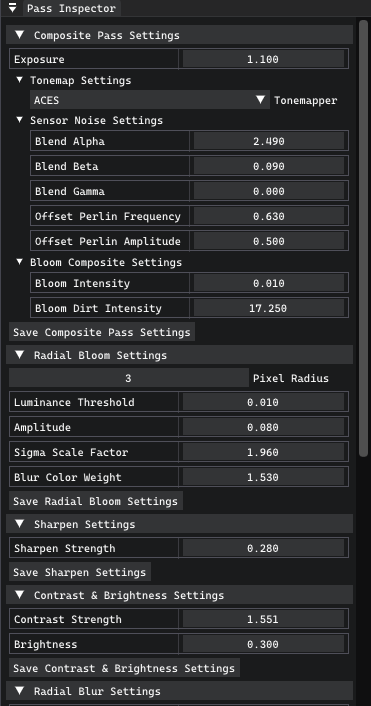 Pass Inspector
Composite Pass Settings
Exposure 1.100
Tonemap Settings
ACES Tonemapper
Sensor Noise Settings
Blend Alpha 2.490
Blend Beta 0.090
Blend Gamma 0.000
Offset Perlin Frequency 0.630
Offset Perlin Amplitude 0.500
Bloom Composite Settings
Bloom Intensity 0.010
Bloom Dirt Intensity 17.250
Save Composite Pass Settings
Radial Bloom Settings
3 Pixel Radius
Luminance Threshold 0.010
Amplitude 0.080
Sigma Scale Factor 1.960
Blur Color Weight 1.530
Save Radial Bloom Settings
Sharpen Settings
Sharpen Strength 0.280
Save Sharpen Settings
Contrast & Brightness Settings
Contrast Strength 1.551
Brightness 0.300
Save Contrast & Brightness Settings
Radial Blur Settings